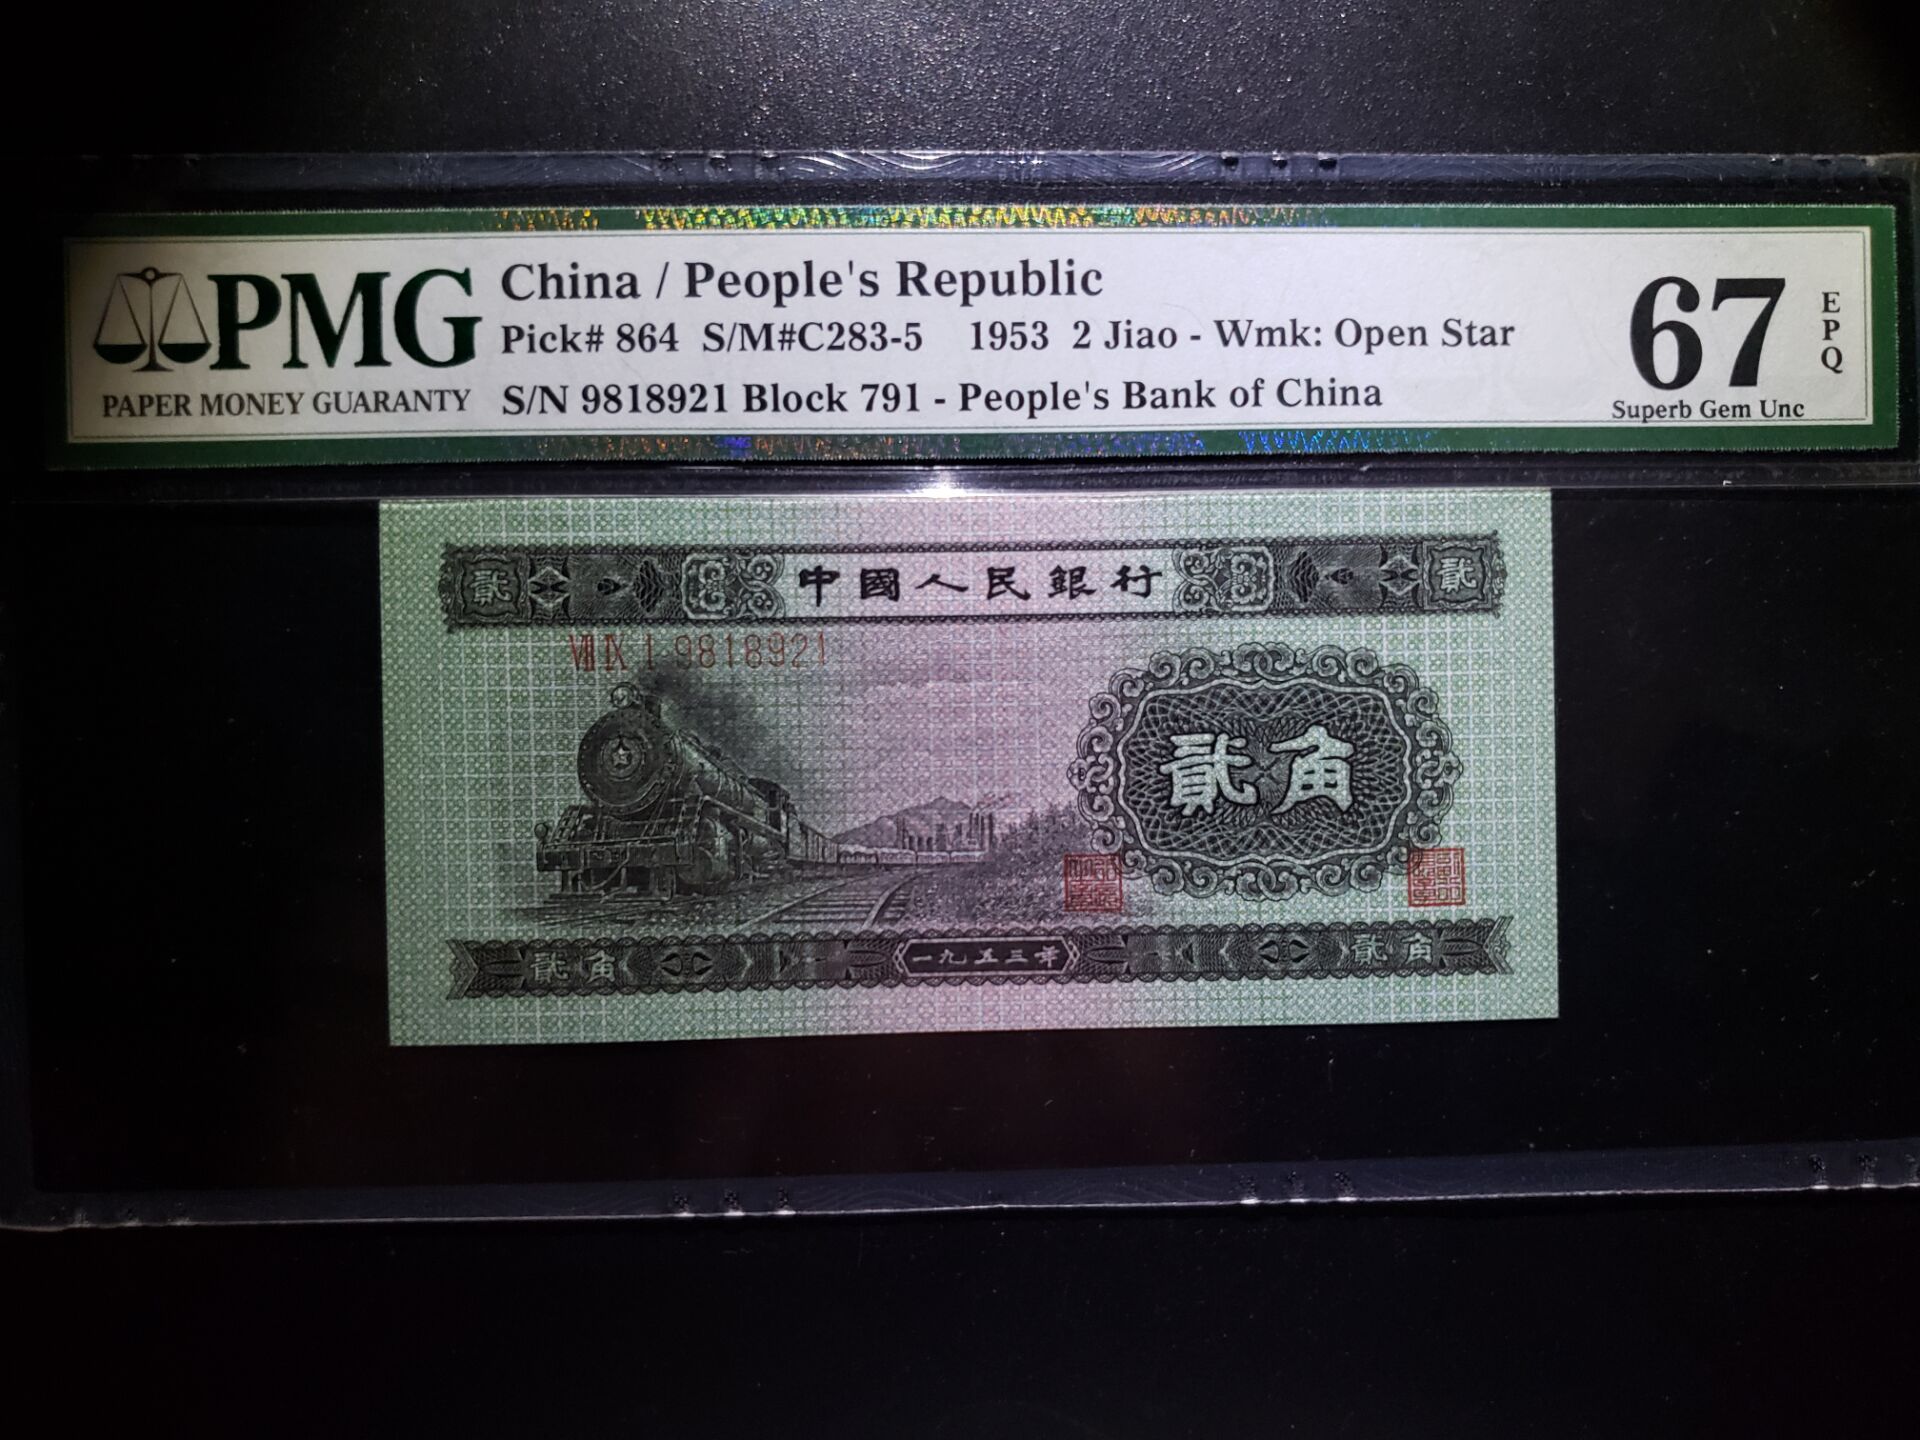 PMG
PAPER MONEY GUARANTY
China / People's Republic
Pick# 864 S/M#C283-5 1953 2 Jiao - Wmk: Open Star
S/N 9818921 Block 791 - People's Bank of China
67
EPQ
Superb Gem Unc
貳 中國人民銀行 貳
Ⅷ Ⅸ Ⅰ 9818921
貳角
貳角 一九五三年 貳角